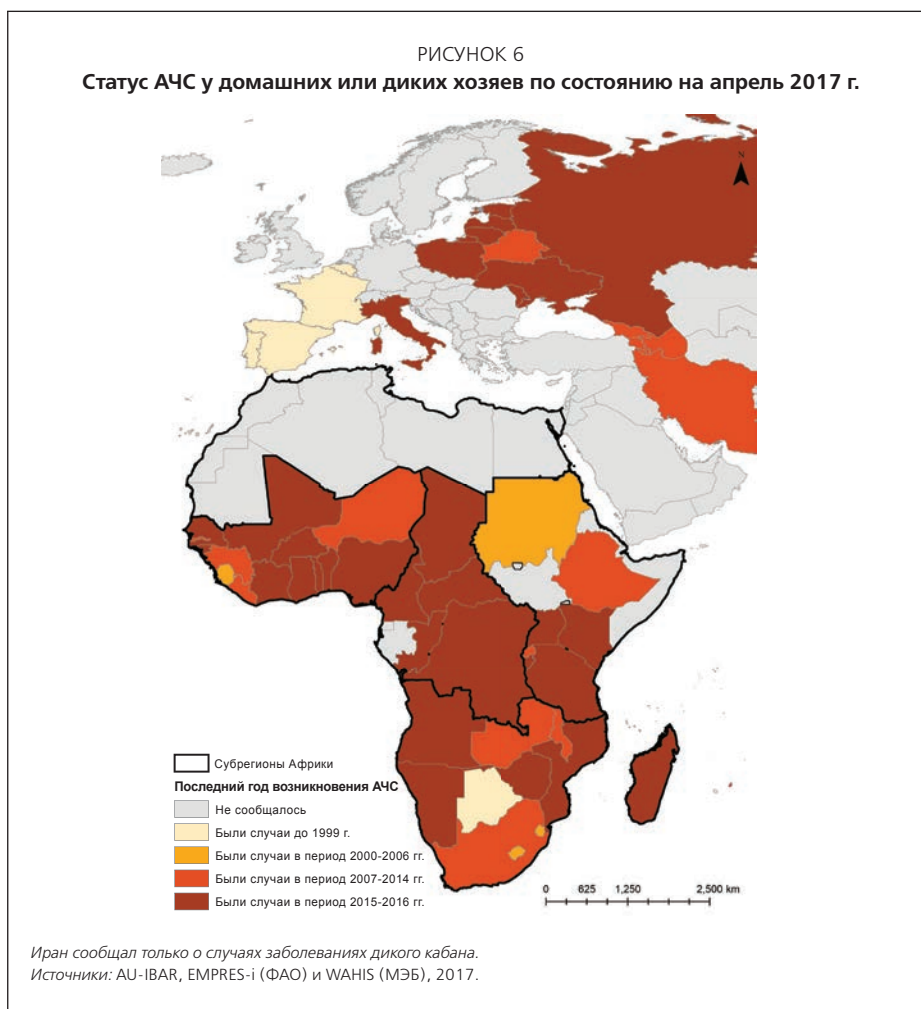 РИСУНОК 6
Статус АЧС у домашних или диких хозяев по состоянию на апрель 2017 г.
N
Субрегионы Африки
Последний год возникновения АЧС
Не сообщалось
Были случаи до 1999 г.
Были случаи в период 2000-2006 гг.
Были случаи в период 2007-2014 гг.
Были случаи в период 2015-2016 гг.
0 625 1,250 2,500 km
Иран сообщал только о случаях заболеваниях дикого кабана.
Источники: AU-IBAR, EMPRES-i (ФАО) и WAHIS (МЭБ), 2017.